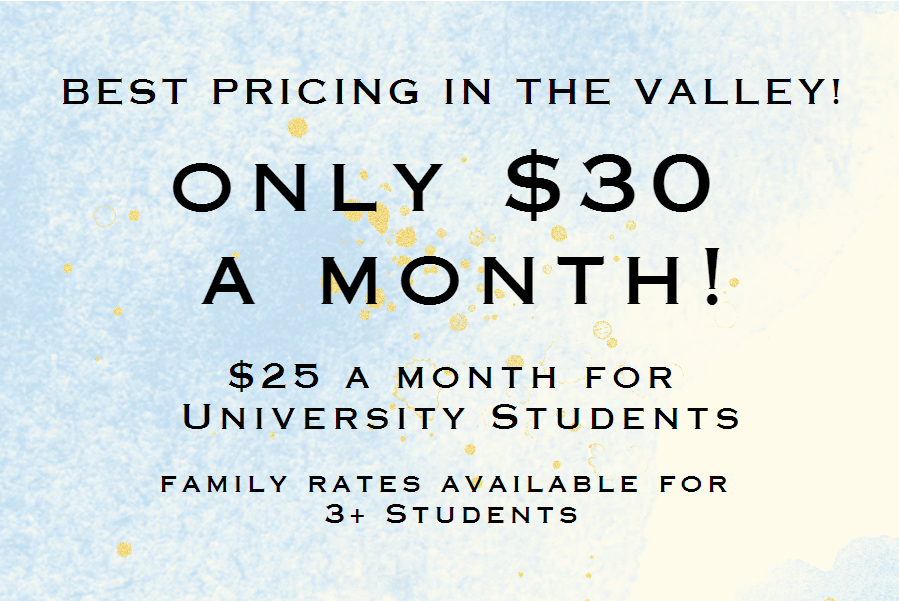 BEST PRICING IN THE VALLEY!
ONLY $30
A MONTH!
$25 A MONTH FOR
UNIVERSITY STUDENTS
FAMILY RATES AVAILABLE FOR
3+ STUDENTS